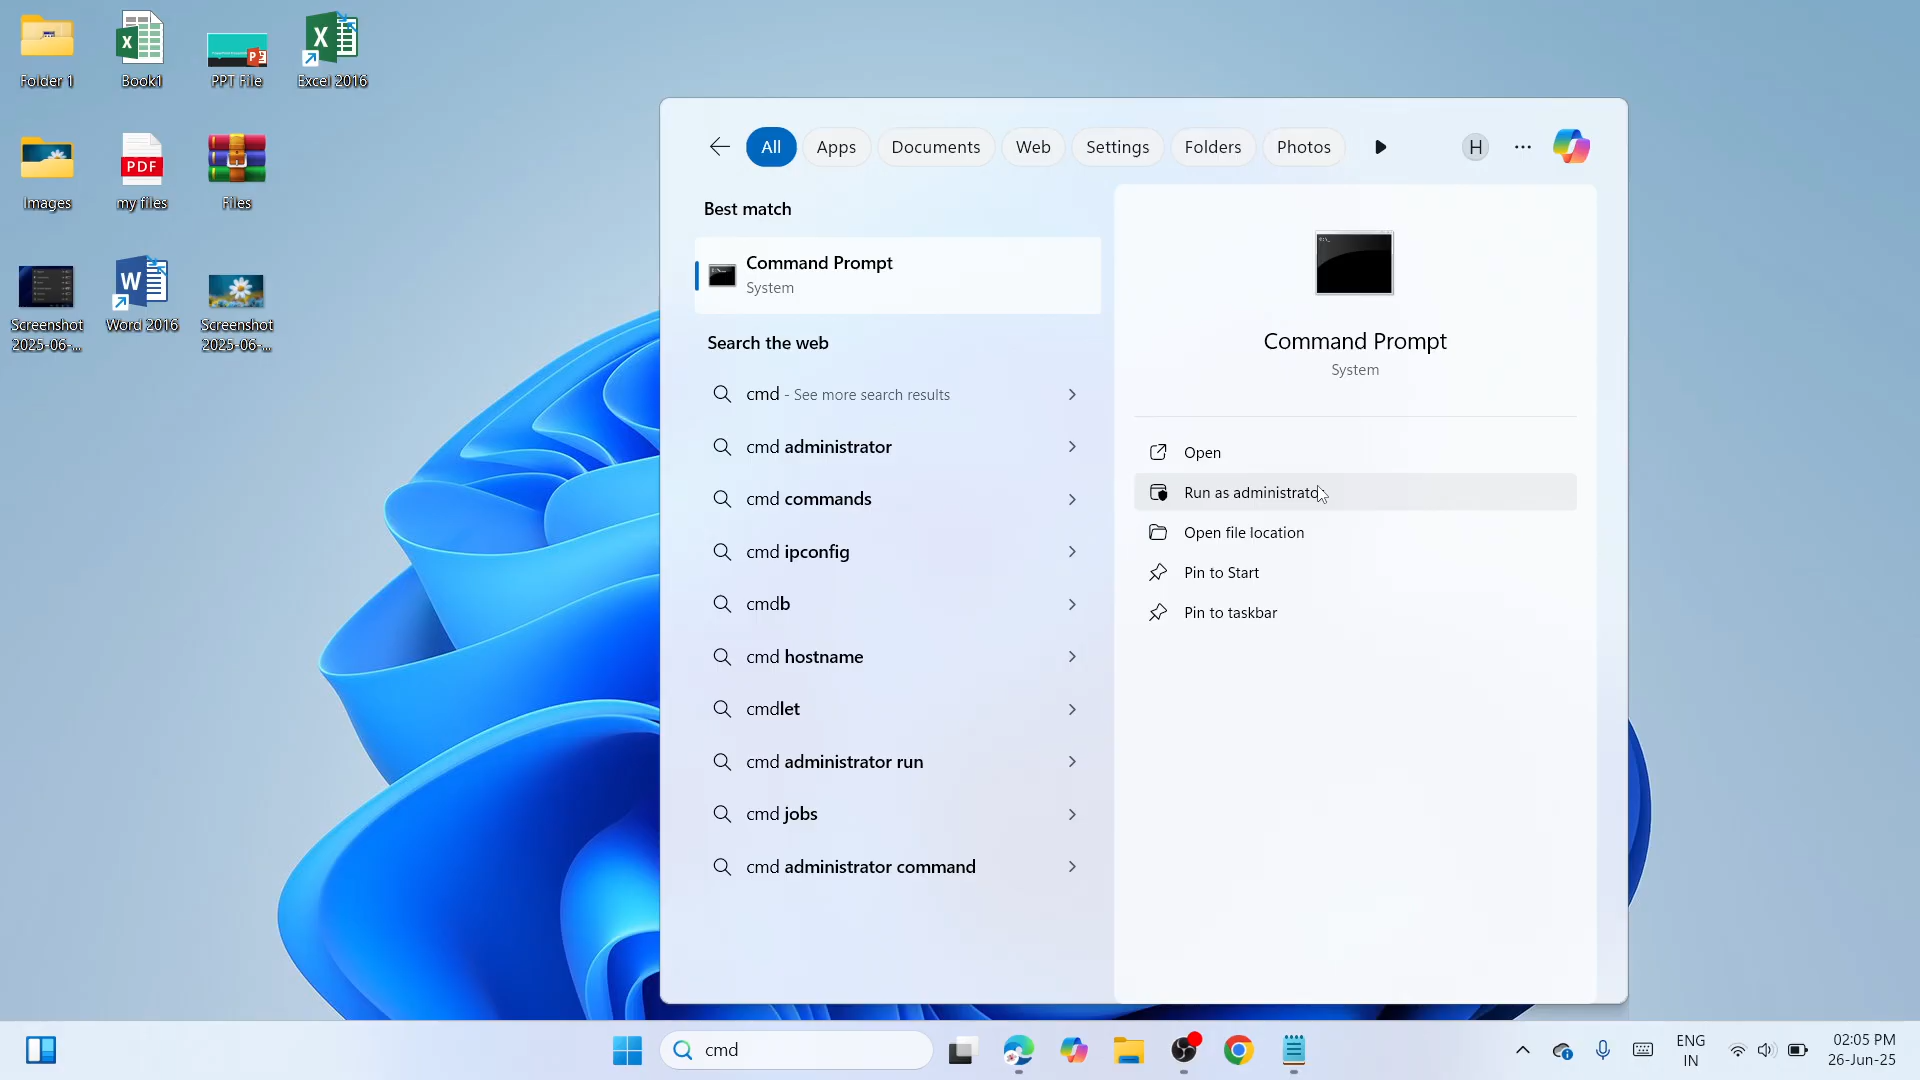 Folder 1
Book1
PPT File
Excel 2016
Images
PDF
my files
Files
Screenshot
2025-06-...
Word 2016
Screenshot
2025-06-...
All
Apps
Documents
Web
Settings
Folders
Photos
H
Best match
Command Prompt
System
Search the web
cmd - See more search results
cmd administrator
cmd commands
cmd ipconfig
cmdb
cmd hostname
cmdlet
cmd administrator run
cmd jobs
cmd administrator command
Command Prompt
System
Open
Run as administrator
Open file location
Pin to Start
Pin to taskbar
cmd
ENG
IN
02:05 PM
26-Jun-25